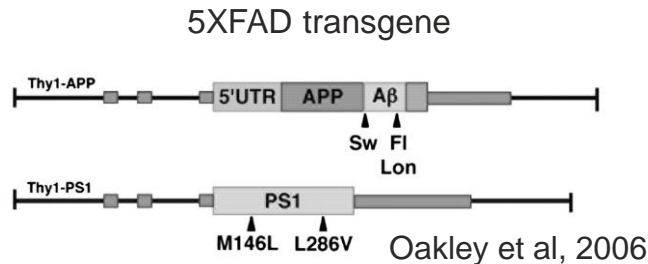 5XFAD transgene
Thy1-APP
5'UTR APP Aβ
Sw Fl
Lon
Thy1-PS1
PS1
M146L L286V
Oakley et al, 2006